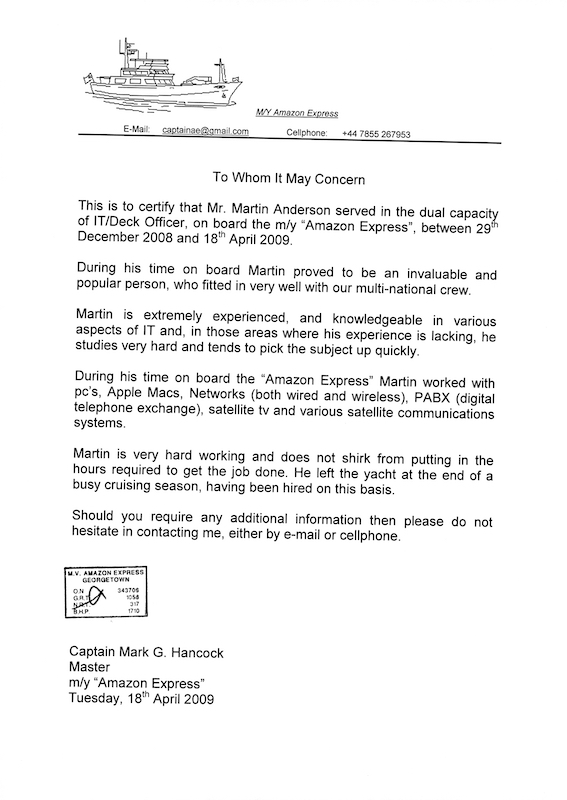 M/Y Amazon Express
E-Mail: captainae@gmail.com Cellphone: +44 7855 267953
To Whom It May Concern
This is to certify that Mr. Martin Anderson served in the dual capacity
of IT/Deck Officer, on board the m/y “Amazon Express”, between 29th
December 2008 and 18th April 2009.
During his time on board Martin proved to be an invaluable and
popular person, who fitted in very well with our multi-national crew.
Martin is extremely experienced, and knowledgeable in various
aspects of IT and, in those areas where his experience is lacking, he
studies very hard and tends to pick the subject up quickly.
During his time on board the “Amazon Express” Martin worked with
pc's, Apple Macs, Networks (both wired and wireless), PABX (digital
telephone exchange), satellite tv and various satellite communications
systems.
Martin is very hard working and does not shirk from putting in the
hours required to get the job done. He left the yacht at the end of a
busy cruising season, having been hired on this basis.
Should you require any additional information then please do not
hesitate in contacting me, either by e-mail or cellphone.
M.V. AMAZON EXPRESS
GEORGETOWN
O.N. 343706
G.R.T. 1058
N.R.T. 317
B.H.P. 1710
Captain Mark G. Hancock
Master
m/y “Amazon Express”
Tuesday, 18th April 2009